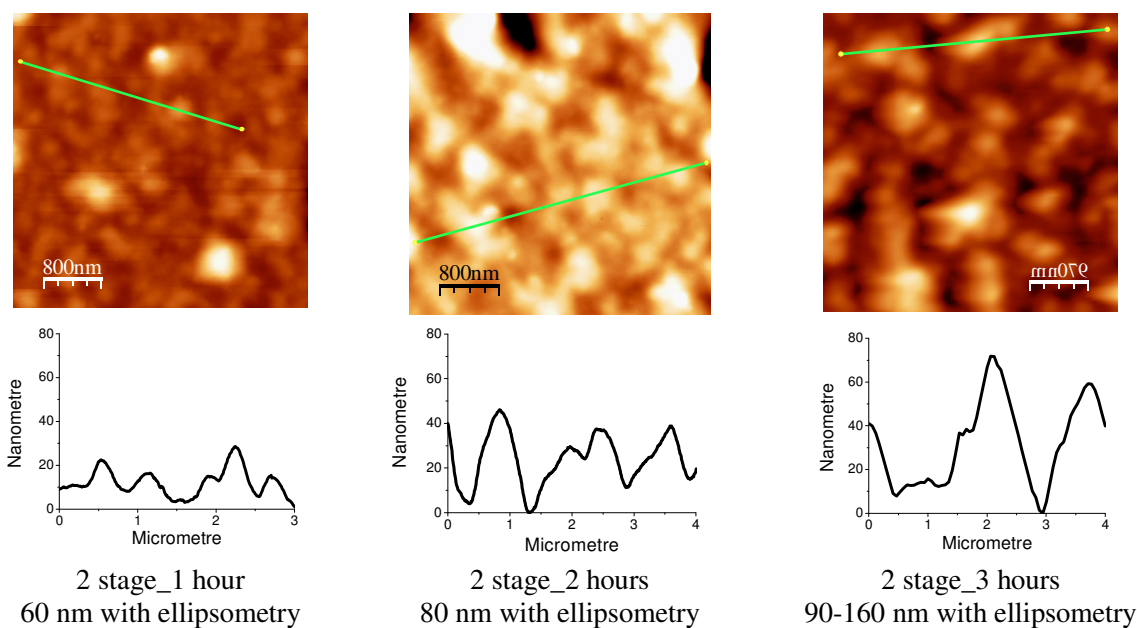 800nm
800nm
970nm
80
60
40
20
0
Nanometre
0 1 2 3
Micrometre
80
60
40
20
0
Nanometre
0 1 2 3 4
Micrometre
80
60
40
20
0
Nanometre
0 1 2 3 4
Micrometre
2 stage_1 hour
60 nm with ellipsometry
2 stage_2 hours
80 nm with ellipsometry
2 stage_3 hours
90-160 nm with ellipsometry